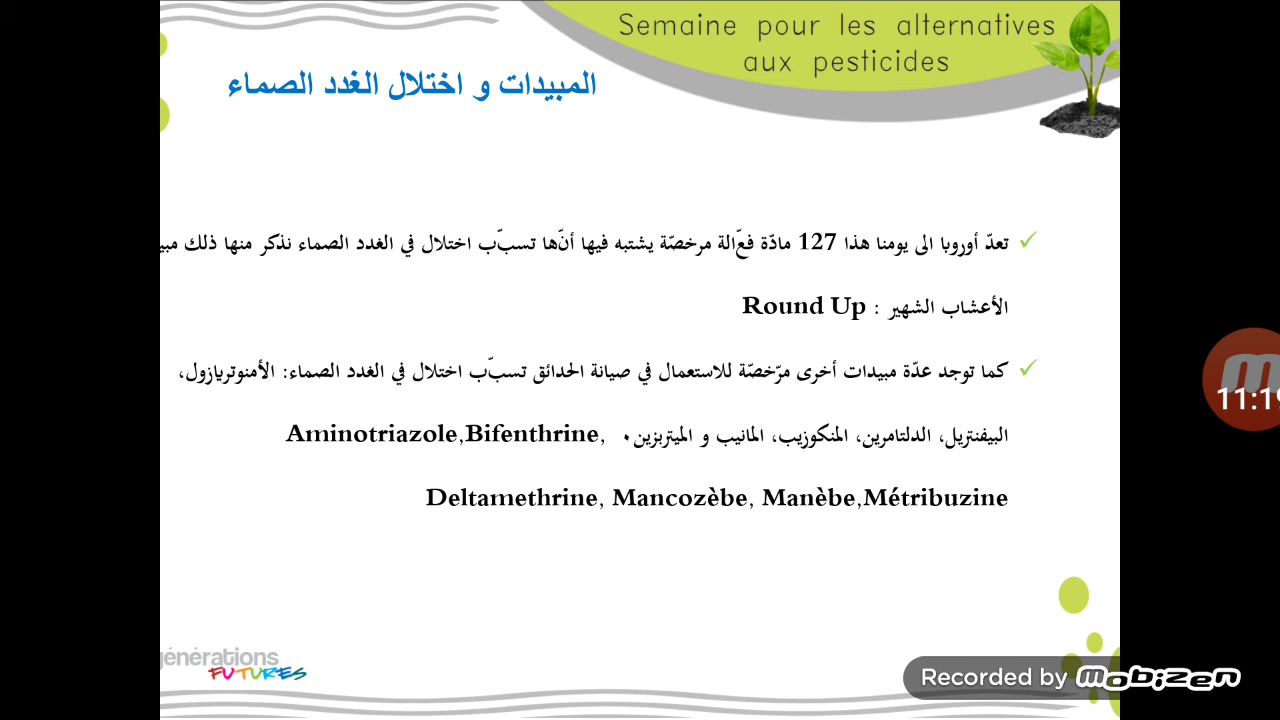 Semaine pour les alternatives
aux pesticides
المبيدات و اختلال الغدد الصماء
تعدّ أوروبا الى يومنا هذا 127 مادّة فعّالة مرخصّة يشتبه فيها أنّها تسبّب اختلال في الغدد الصماء نذكر منها ذلك
الأعشاب الشهير : Round Up
كما توجد عدّة مبيدات أخرى مرّخصّة للاستعمال في صيانة الحدائق تسبّب اختلال في الغدد الصماء: الأمنوتريازول،
البيفنتريل، الدلتامرين، المنكوزيب، المانيب و الميتربزين. Aminotriazole,Bifenthrine,
Deltamethrine, Mancozèbe, Manèbe,Métribuzine
générations
FUTURES
11:19
Recorded by mobizen